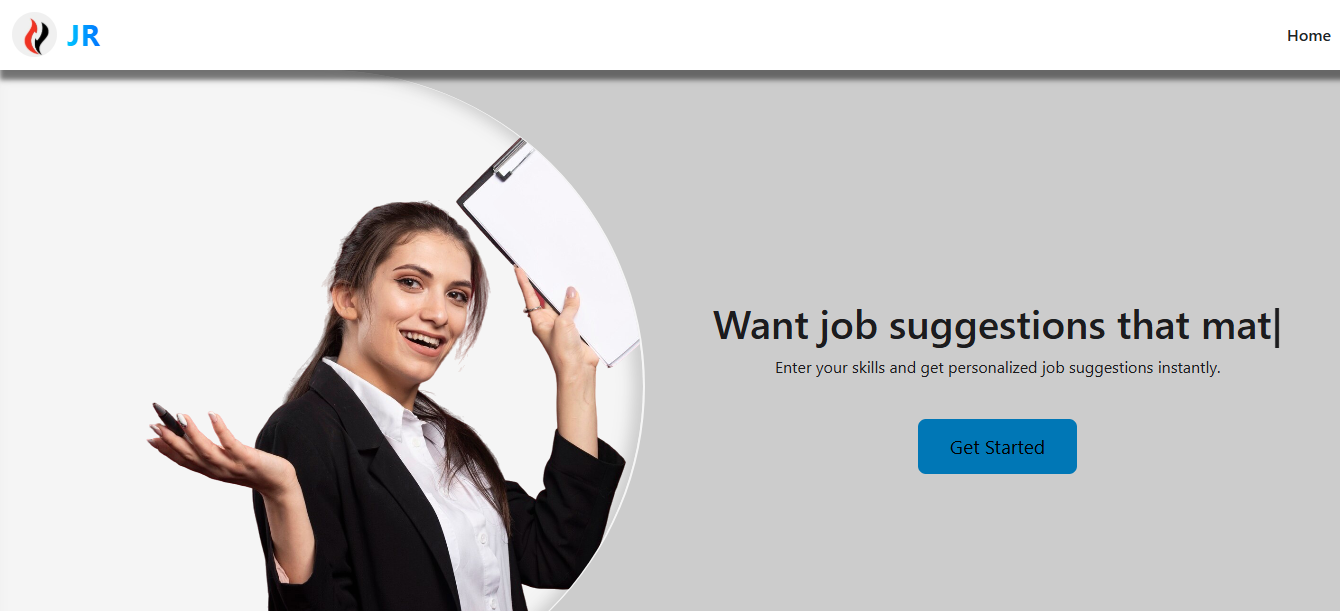 JR
Home
Want job suggestions that mat|
Enter your skills and get personalized job suggestions instantly.
Get Started